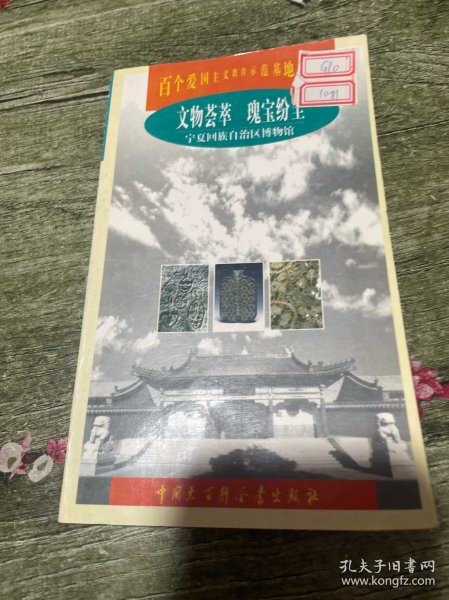 百个爱国主义教育示范基地
G10
1081
文物荟萃 瑰宝纷呈
宁夏回族自治区博物馆
中国大百科全书出版社
孔夫子旧书网
www.kongfz.com